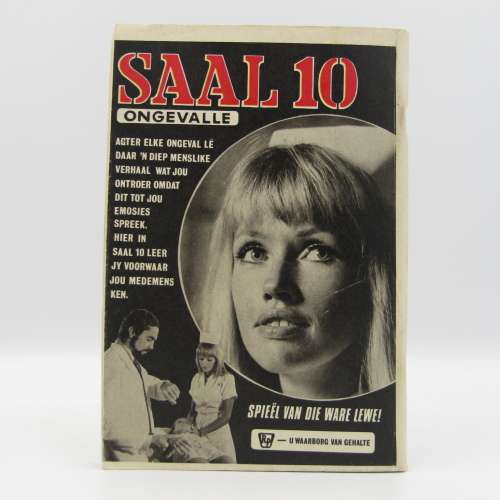 SAAL 10
ONGEVALLE
AGTER ELKE ONGEVAL LÊ
DAAR 'N DIEP MENSLIKE
VERHAAL WAT JOU
ONTROER OMDAT
DIT TOT JOU
EMOSIES
SPREEK.
HIER IN
SAAL 10 LEER
JY VOORWAAR
JOU MEDEMENS
KEN.
SPIEËL VAN DIE WARE LEWE!
— U WAARBORG VAN GEHALTE